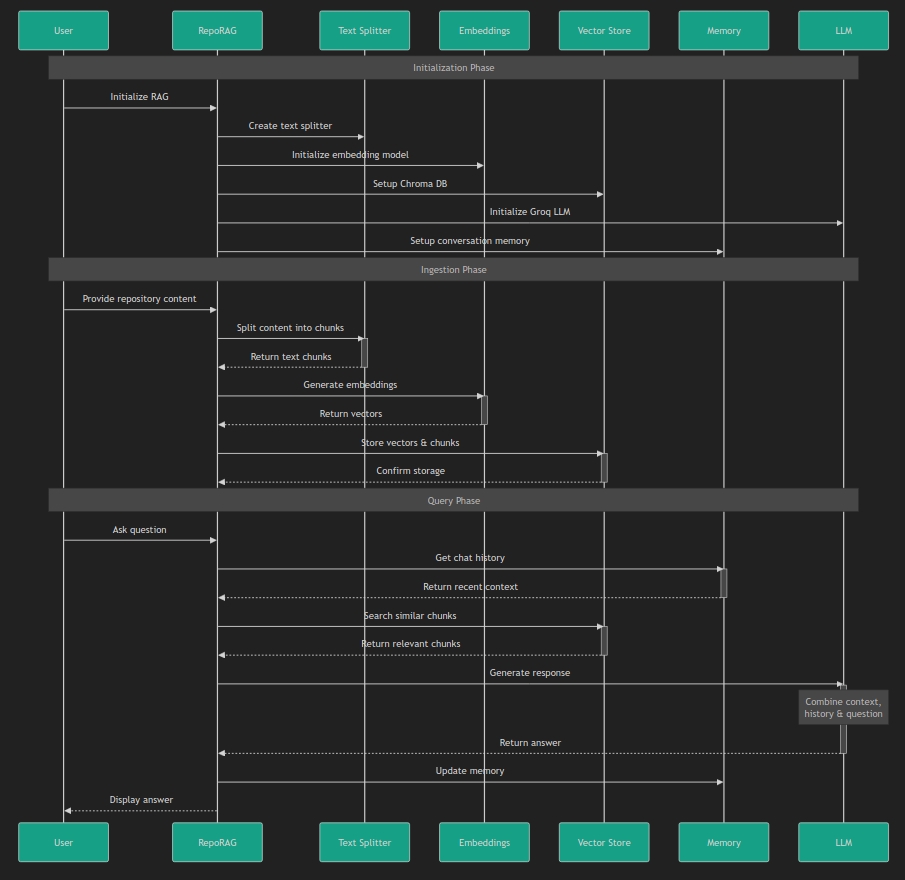 User RepoRAG Text Splitter Embeddings Vector Store Memory LLM
Initialization Phase
Initialize RAG
Create text splitter
Initialize embedding model
Setup Chroma DB
Initialize Groq LLM
Setup conversation memory
Ingestion Phase
Provide repository content
Split content into chunks
Return text chunks
Generate embeddings
Return vectors
Store vectors & chunks
Confirm storage
Query Phase
Ask question
Get chat history
Return recent context
Search similar chunks
Return relevant chunks
Generate response
Combine context,
history & question
Return answer
Update memory
Display answer
User RepoRAG Text Splitter Embeddings Vector Store Memory LLM